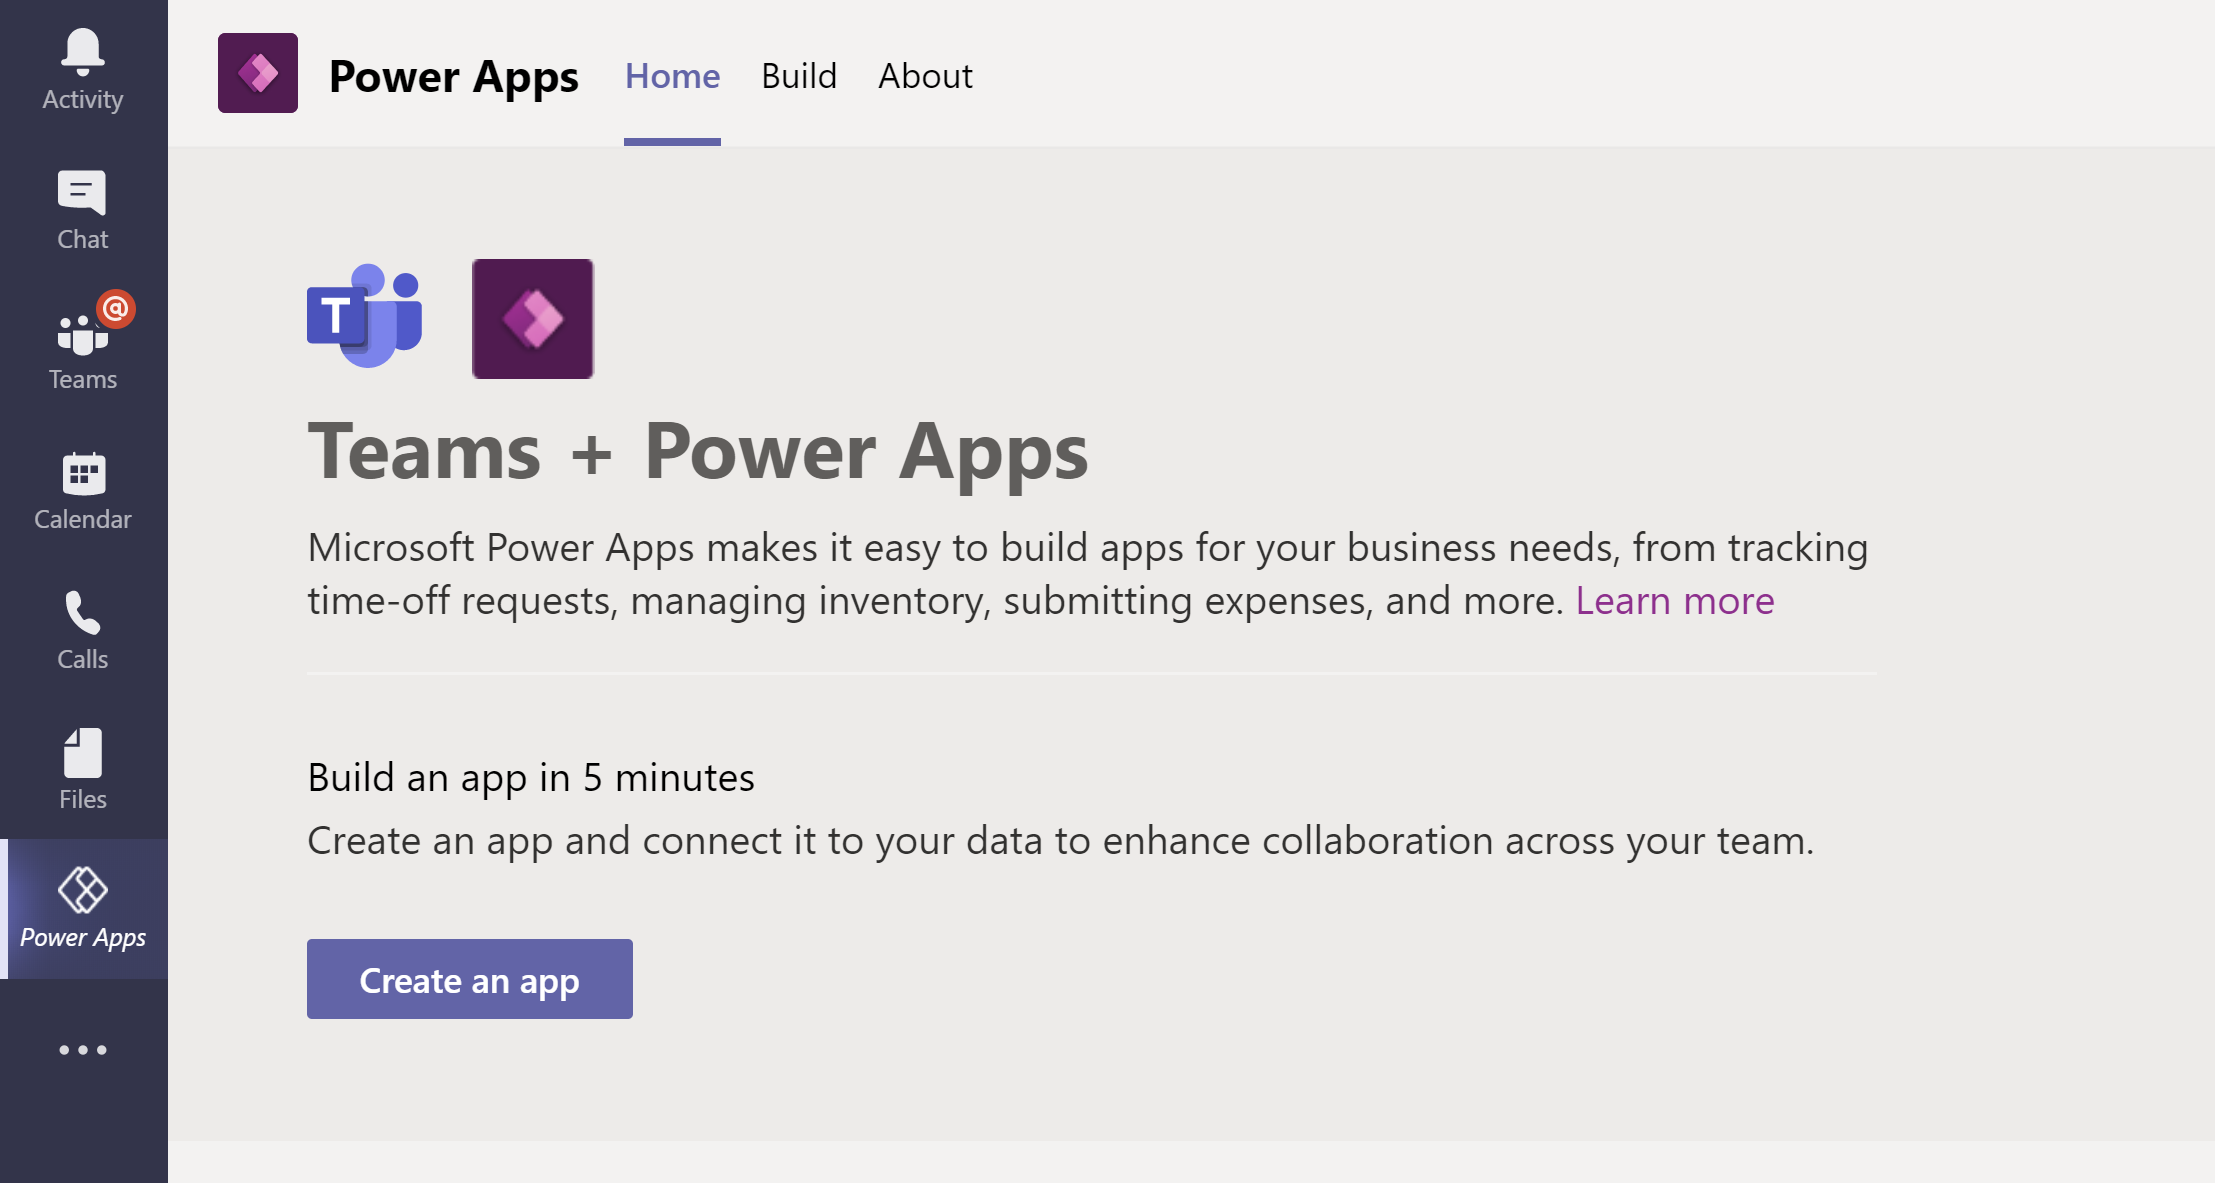 Activity
Chat
@
Teams
Calendar
Calls
Files
Power Apps
Power Apps
Home
Build
About
T
Teams + Power Apps
Microsoft Power Apps makes it easy to build apps for your business needs, from tracking
time-off requests, managing inventory, submitting expenses, and more. Learn more
Build an app in 5 minutes
Create an app and connect it to your data to enhance collaboration across your team.
Create an app